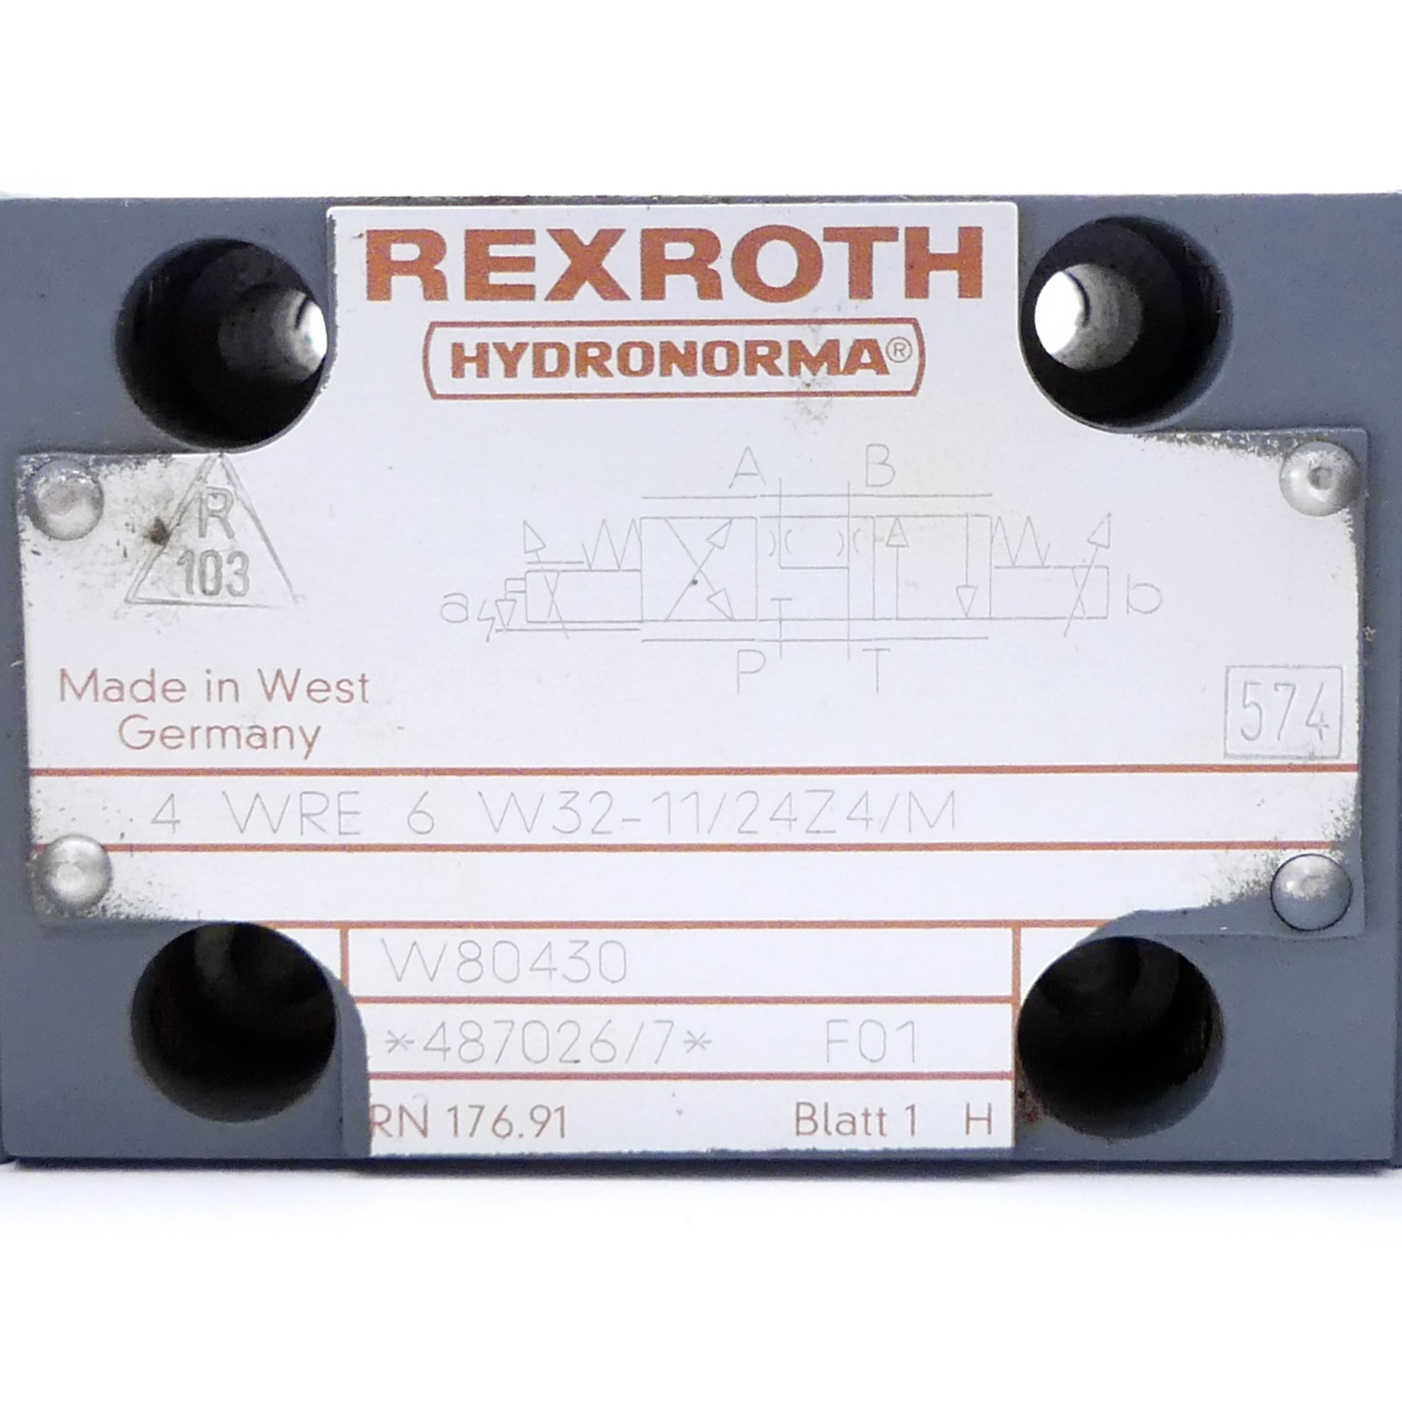 REXROTH
HYDRONORMA®
A B
R
103
a b
P T
Made in West
Germany
574
4 WRE 6 W32-11/24Z4/M
W80430
*487026/7* F01
RN 176.91 Blatt 1 H